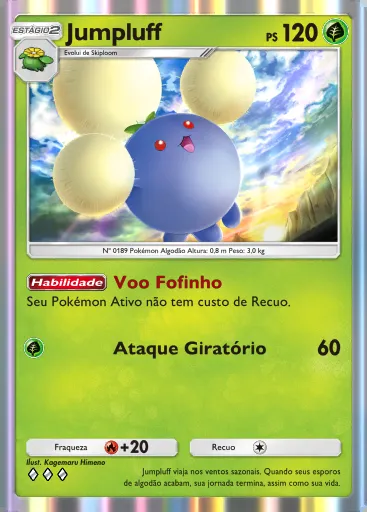 ESTÁGIO 2
Jumpluff
PS 120
Evolui de Skiploom
Nº 0189 Pokémon Algodão Altura: 0,8 m Peso: 3,0 kg
Habilidade Voo Fofinho
Seu Pokémon Ativo não tem custo de Recuo.
Ataque Giratório 60
Fraqueza +20
Recuo
Ilust. Kagemaru Himeno
Jumpluff viaja nos ventos sazonais. Quando seus esporos
de algodão acabam, sua jornada termina, assim como sua vida.